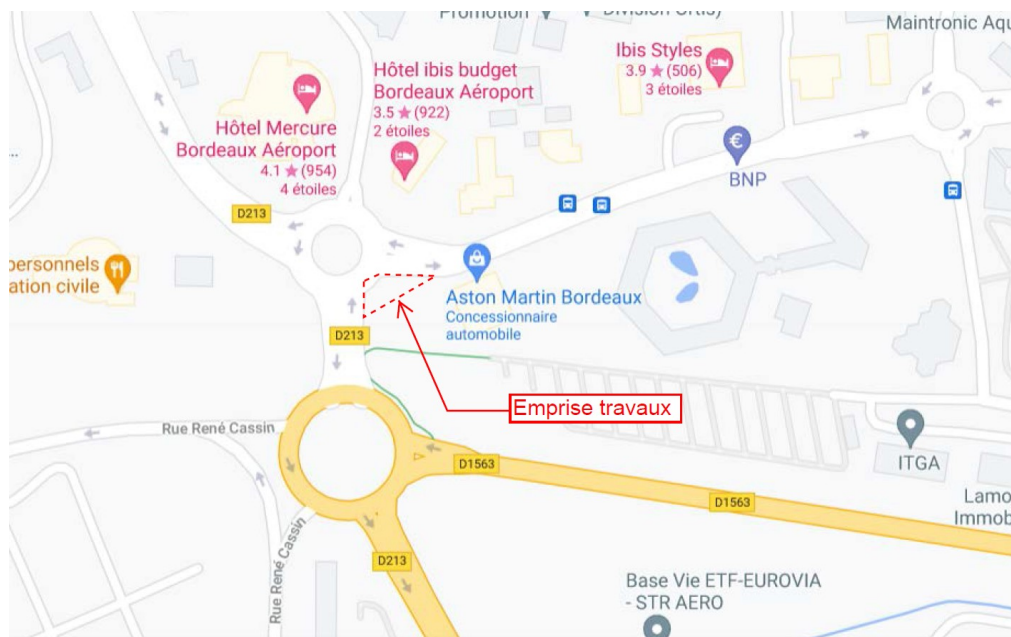 Promotion
Division Ortis)
Maintronic Aqu
Ibis Styles
3.9 ★ (506)
3 étoiles
Hôtel ibis budget
Bordeaux Aéroport
3.5 ★ (922)
2 étoiles
Hôtel Mercure
Bordeaux Aéroport
4.1 ★ (954)
4 étoiles
...
€
BNP
D213
personnels
ation civile
Aston Martin Bordeaux
Concessionnaire
automobile
D213
Emprise travaux
Rue René Cassin
D1563
ITGA
D1563
Lamo
Immob
Rue René Cassin
D213
Base Vie ETF-EUROVIA
- STR AERO